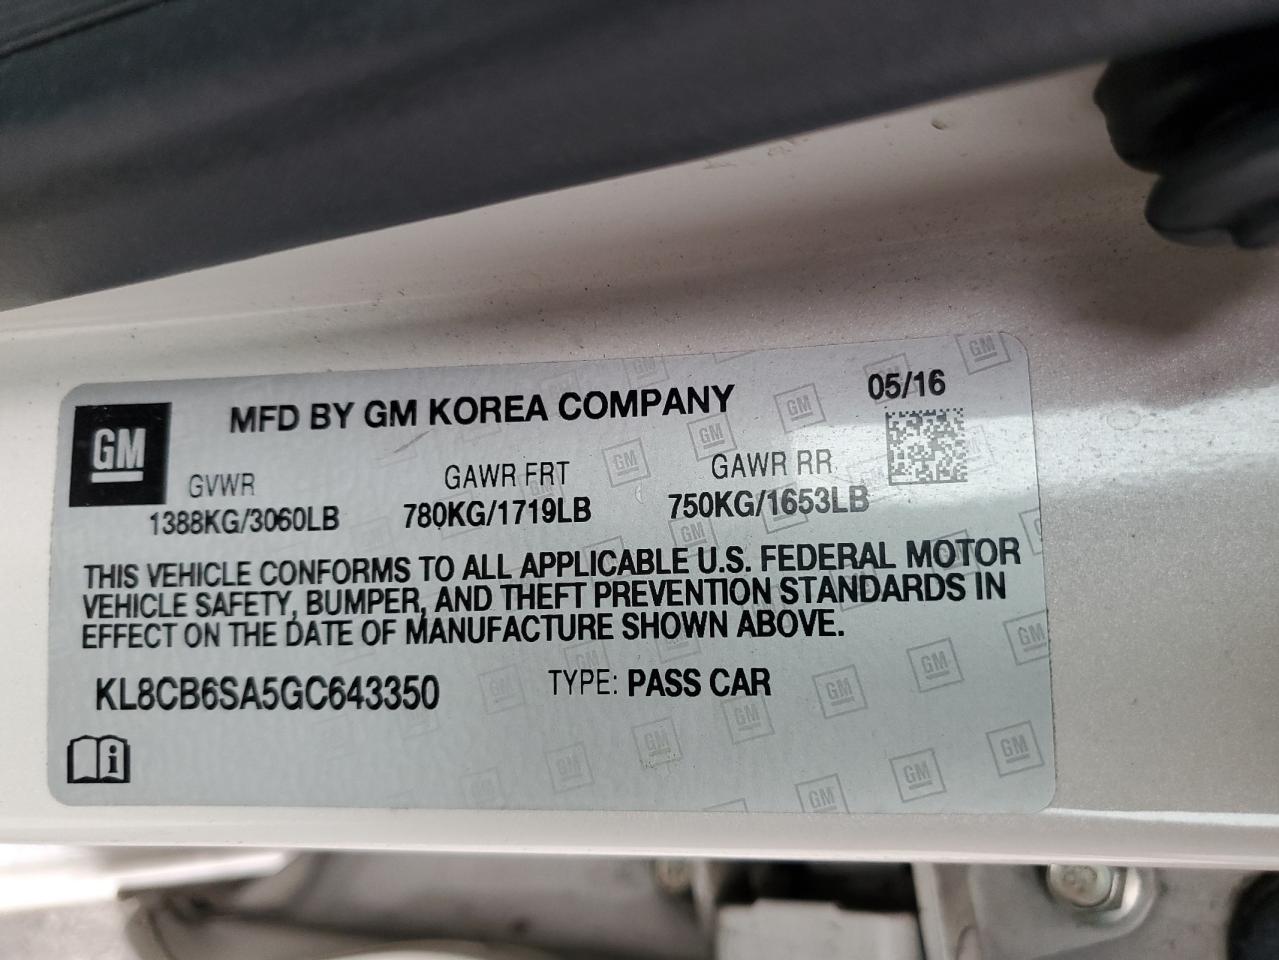 GM
MFD BY GM KOREA COMPANY
05/16
GVWR GAWR FRT GAWR RR
1388KG/3060LB 780KG/1719LB 750KG/1653LB
THIS VEHICLE CONFORMS TO ALL APPLICABLE U.S. FEDERAL MOTOR
VEHICLE SAFETY, BUMPER, AND THEFT PREVENTION STANDARDS IN
EFFECT ON THE DATE OF MANUFACTURE SHOWN ABOVE.
KL8CB6SA5GC643350 TYPE: PASS CAR